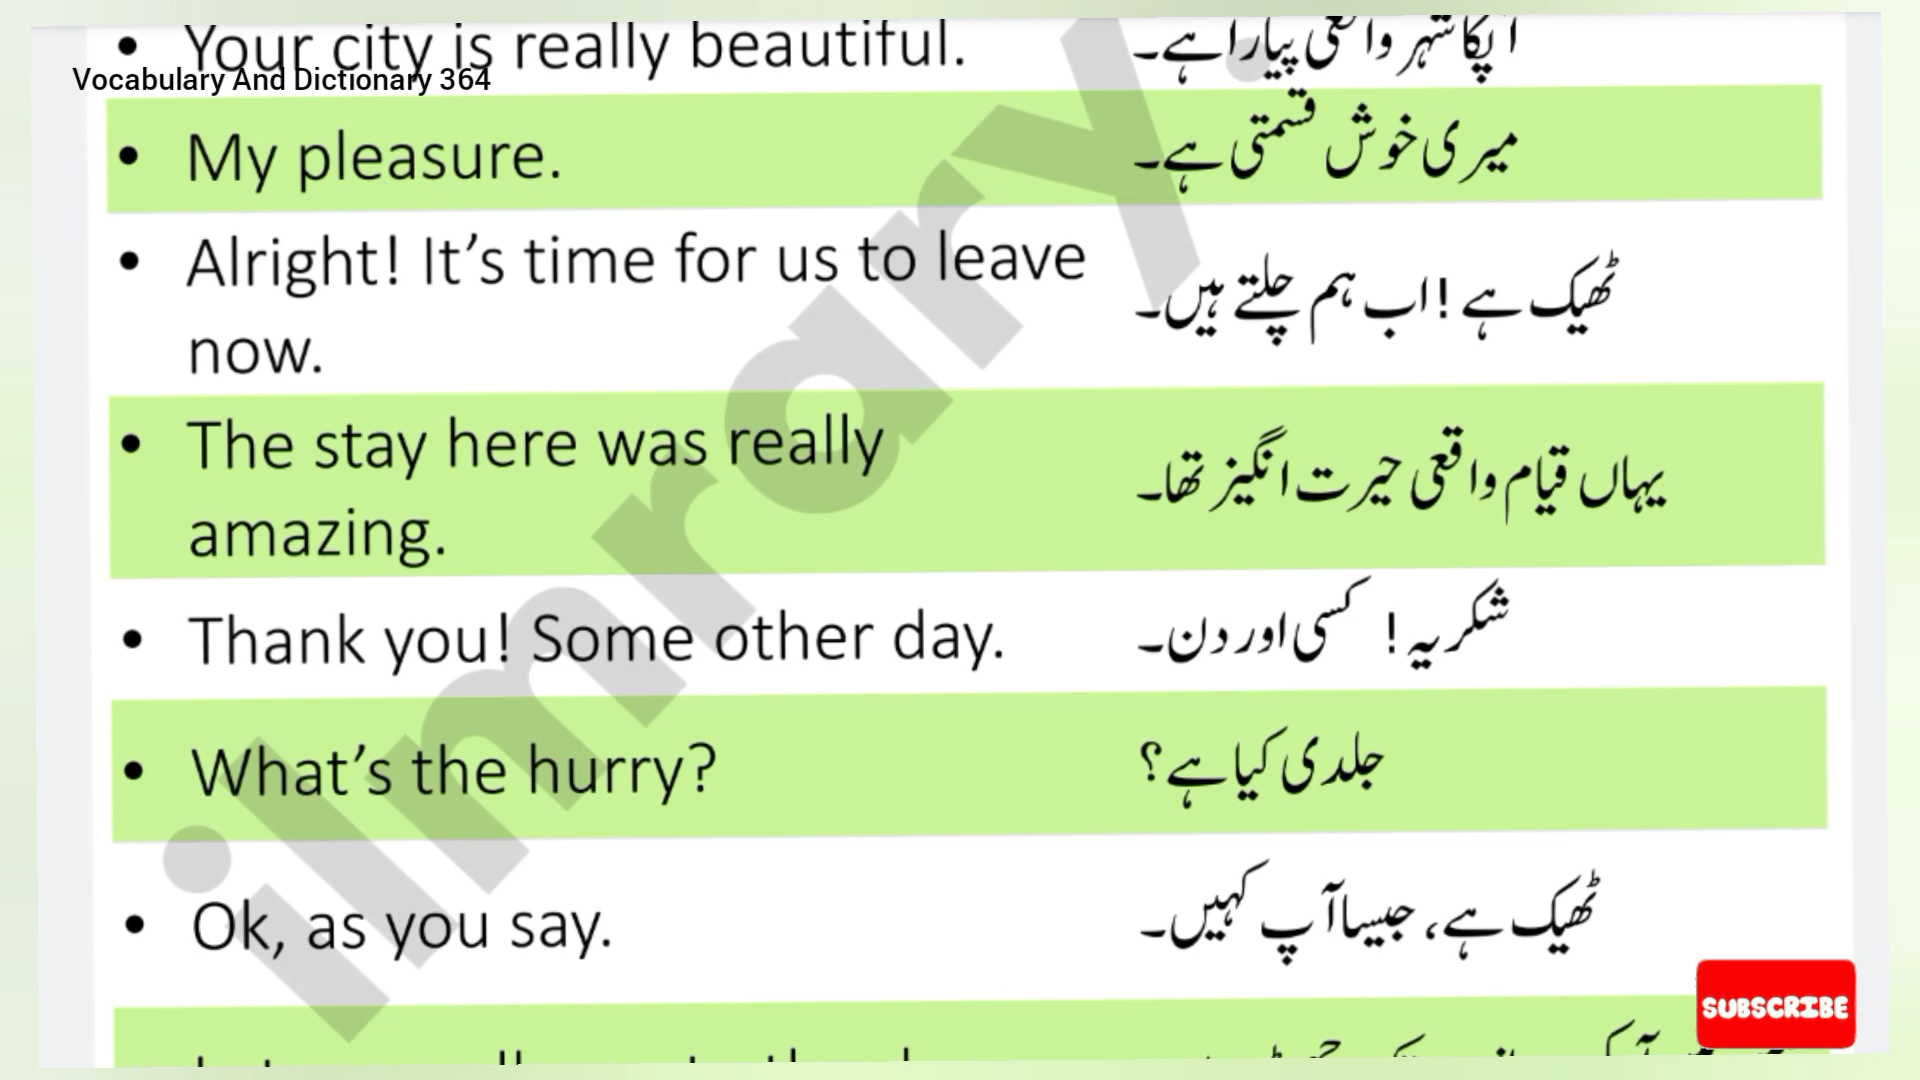 • Your city is really beautiful. آپکا شہر واقعی پیارا ہے۔
Vocabulary And Dictionary 364
• My pleasure. میری خوش قسمتی ہے۔
• Alright! It's time for us to leave
now. ٹھیک ہے ! اب ہم چلتے ہیں۔
• The stay here was really
amazing. یہاں قیام واقعی حیرت انگیز تھا۔
• Thank you! Some other day. شکریہ ! کسی اور دن۔
• What's the hurry? جلدی کیا ہے؟
• Ok, as you say. ٹھیک ہے، جیسا آپ کہیں۔
SUBSCRIBE
ilmrary.